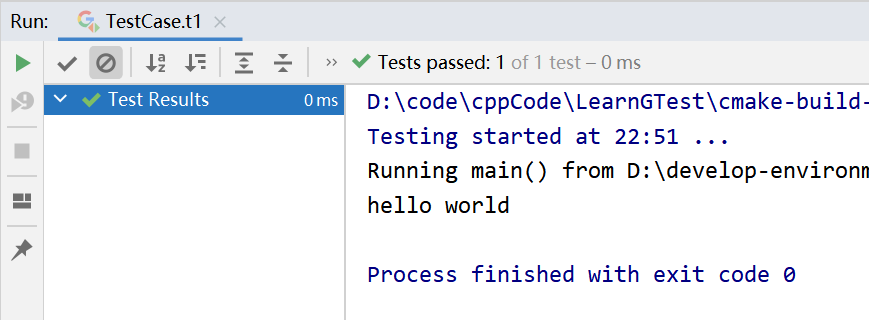 Run: TestCase.t1
Tests passed: 1 of 1 test – 0 ms
Test Results 0 ms
D:\code\cppCode\LearnGTest\cmake-build-
Testing started at 22:51 ...
Running main() from D:\develop-environm
hello world
Process finished with exit code 0